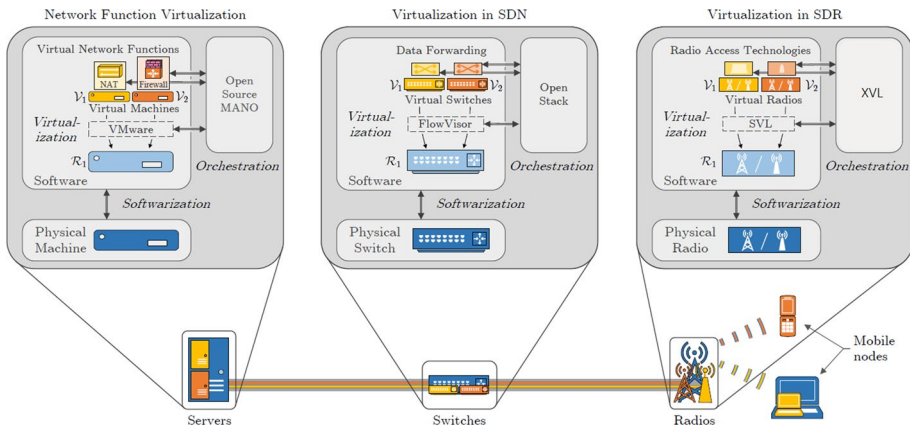 Network Function Virtualization
Virtual Network Functions
NAT
Firewall
V1
V2
Virtual Machines
Virtual-
ization
VMware
R1
Software
Open
Source
MANO
Orchestration
Softwarization
Physical
Machine
Virtualization in SDN
Data Forwarding
V1
V2
Virtual Switches
Virtual-
ization
FlowVisor
R1
Software
Open
Stack
Orchestration
Softwarization
Physical
Switch
Virtualization in SDR
Radio Access Technologies
V1
V2
Virtual Radios
Virtual-
ization
SVL
R1
Software
XVL
Orchestration
Softwarization
Physical
Radio
Mobile
nodes
Servers
Switches
Radios